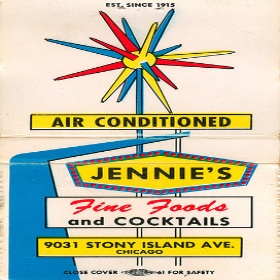 EST. SINCE 1915
AIR CONDITIONED
JENNIE'S
Fine Foods
and COCKTAILS
9031 STONY ISLAND AVE.
CHICAGO
CLOSE COVER 61 FOR SAFETY